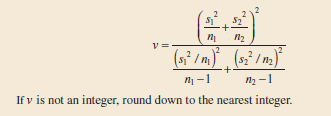 v = ( s₁²/n₁ + s₂²/n₂ )² / ( (s₁² / n₁)²/(n₁ − 1) + (s₂² / n₂)²/(n₂ − 1) )
If v is not an integer, round down to the nearest integer.